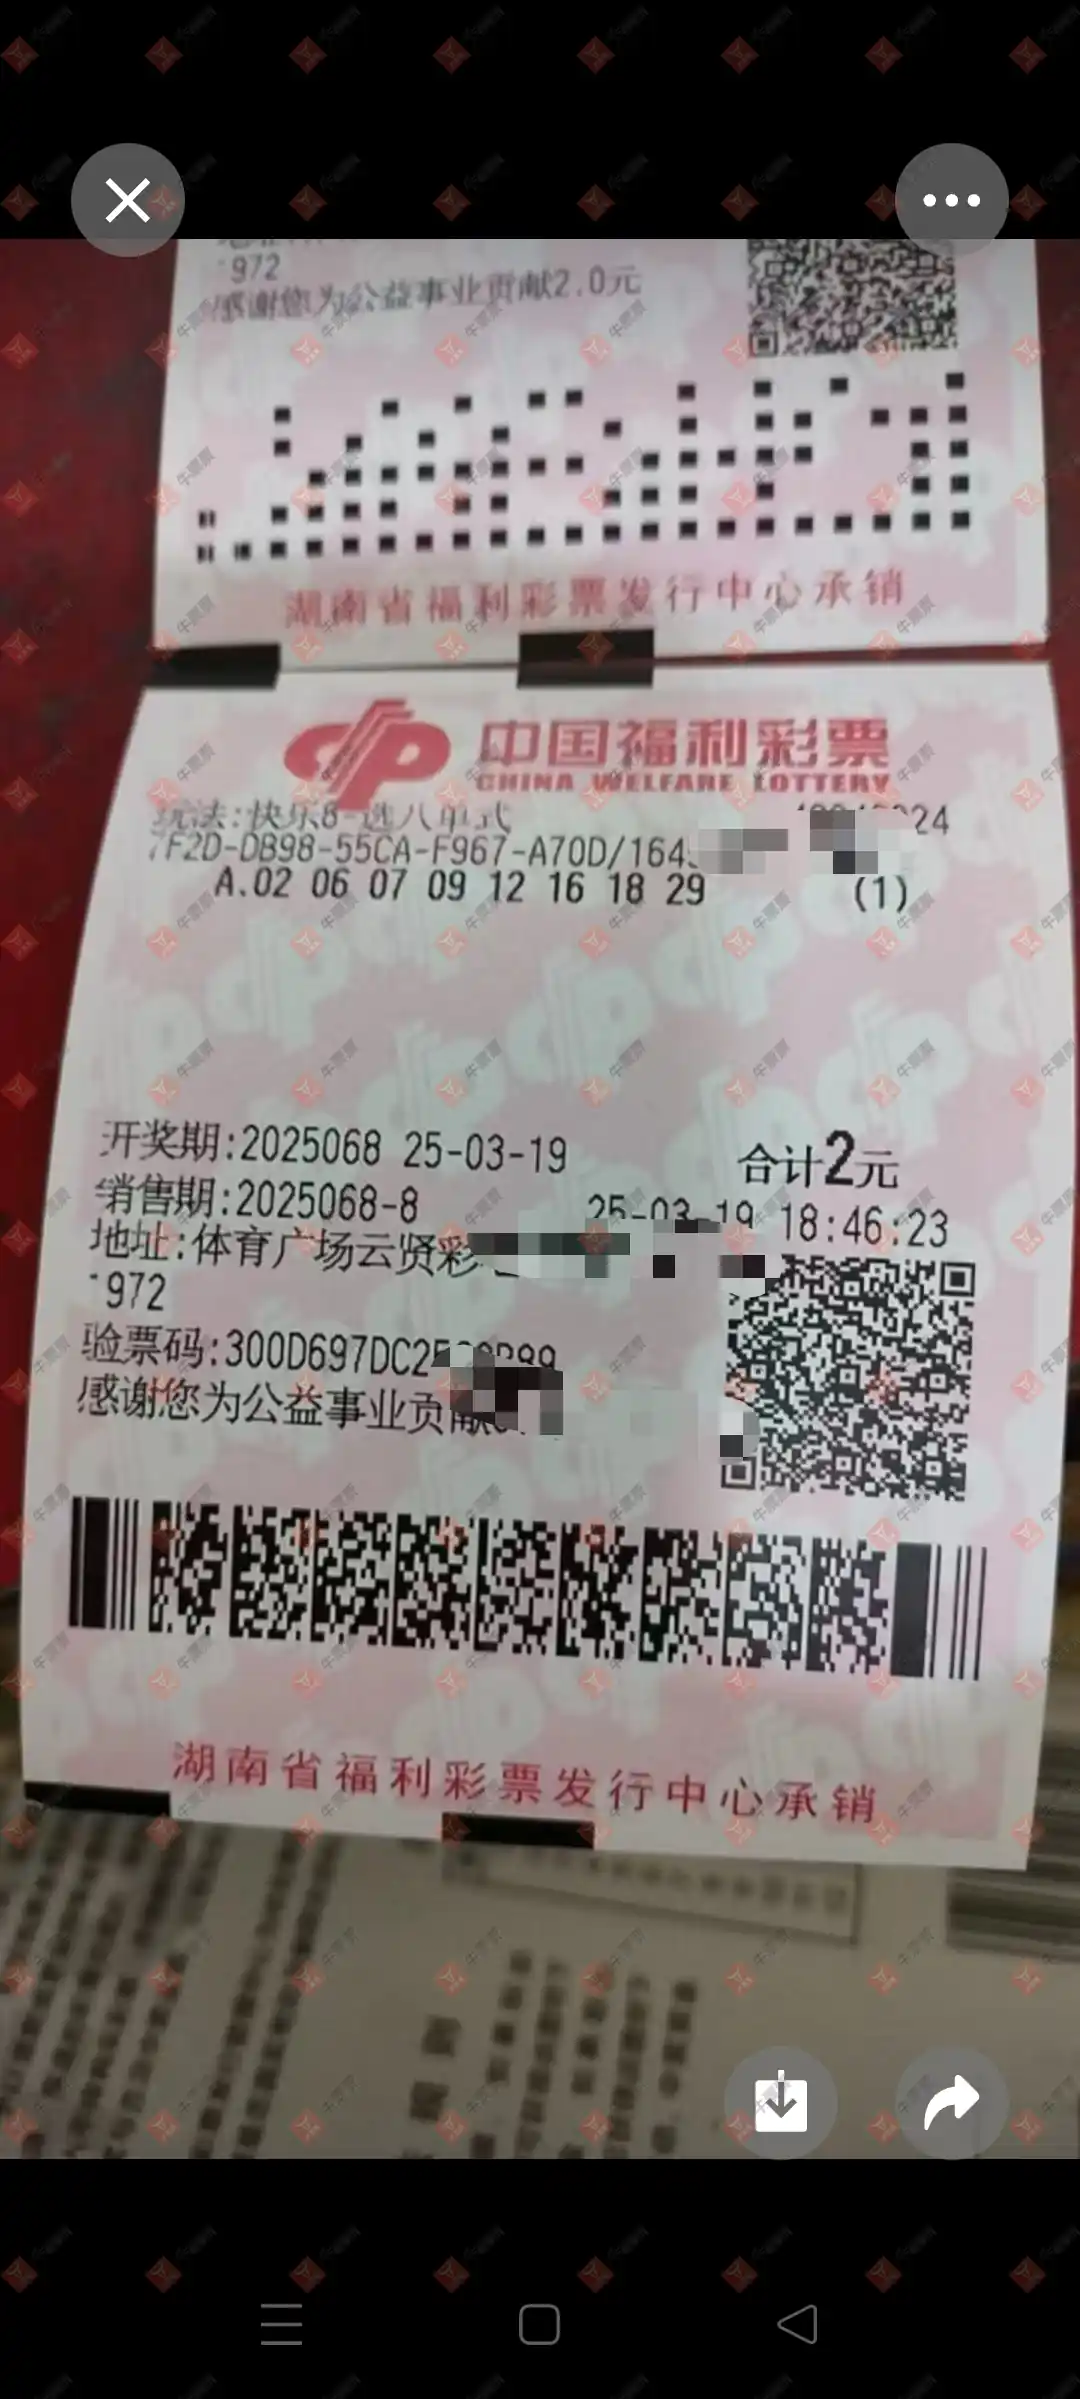 972
感谢您为公益事业贡献2.0元
湖南省福利彩票发行中心承销
中国福利彩票
CHINA WELFARE LOTTERY
玩法:快乐8-选八单式
7F2D-DB98-55CA-F967-A70D/164
A.02 06 07 09 12 16 18 29 (1)
开奖期:2025068 25-03-19 合计2元
销售期:2025068-8 25-03-19 18:46:23
地址:体育广场云贤彩
972
验票码:300D697DC2
感谢您为公益事业贡献
湖南省福利彩票发行中心承销